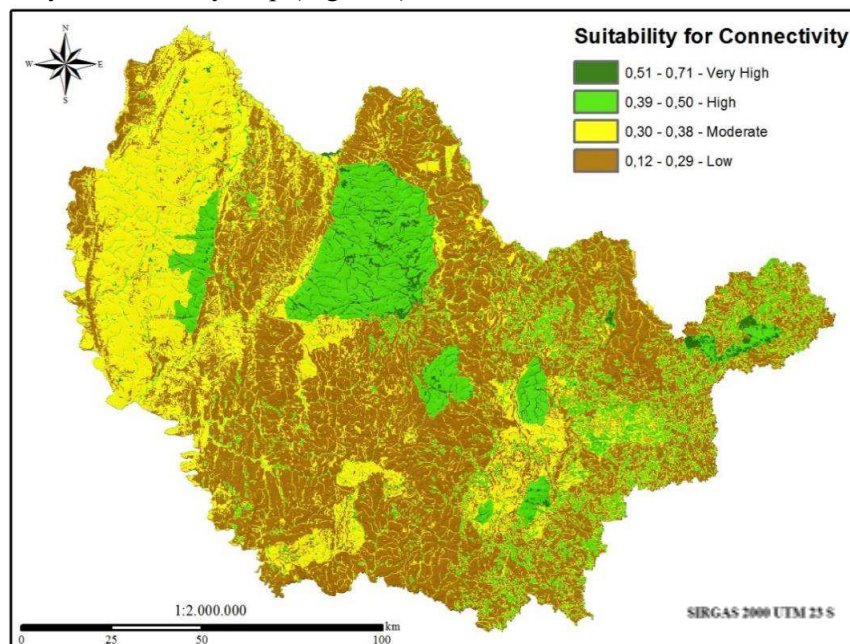 N
W E
S
Suitability for Connectivity
0,51 - 0,71 - Very High
0,39 - 0,50 - High
0,30 - 0,38 - Moderate
0,12 - 0,29 - Low
1:2.000.000
km
0 25 50 100
SIRGAS 2000 UTM 23 S